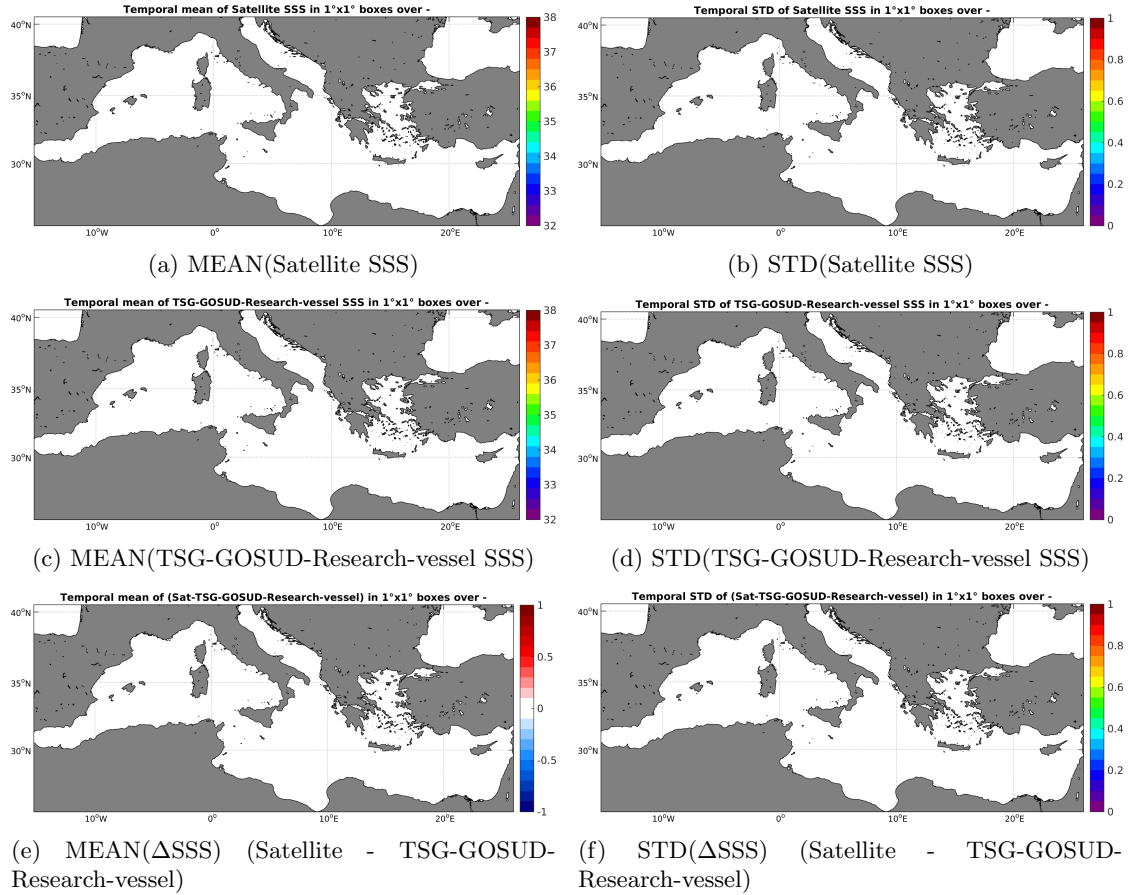 Temporal mean of Satellite SSS in 1°x1° boxes over -
40°N
35°N
30°N
10°W
0°
10°E
20°E
38
37
36
35
34
33
32
(a) MEAN(Satellite SSS)
Temporal STD of Satellite SSS in 1°x1° boxes over -
40°N
35°N
30°N
10°W
0°
10°E
20°E
1
0.8
0.6
0.4
0.2
0
(b) STD(Satellite SSS)
Temporal mean of TSG-GOSUD-Research-vessel SSS in 1°x1° boxes over -
40°N
35°N
30°N
10°W
0°
10°E
20°E
38
37
36
35
34
33
32
(c) MEAN(TSG-GOSUD-Research-vessel SSS)
Temporal STD of TSG-GOSUD-Research-vessel SSS in 1°x1° boxes over -
40°N
35°N
30°N
10°W
0°
10°E
20°E
1
0.8
0.6
0.4
0.2
0
(d) STD(TSG-GOSUD-Research-vessel SSS)
Temporal mean of (Sat-TSG-GOSUD-Research-vessel) in 1°x1° boxes over -
40°N
35°N
30°N
10°W
0°
10°E
20°E
1
0.5
0
-0.5
-1
(e) MEAN(ΔSSS) (Satellite - TSG-GOSUD-
Research-vessel)
Temporal STD of (Sat-TSG-GOSUD-Research-vessel) in 1°x1° boxes over -
40°N
35°N
30°N
10°W
0°
10°E
20°E
1
0.8
0.6
0.4
0.2
0
(f) STD(ΔSSS) (Satellite - TSG-GOSUD-
Research-vessel)